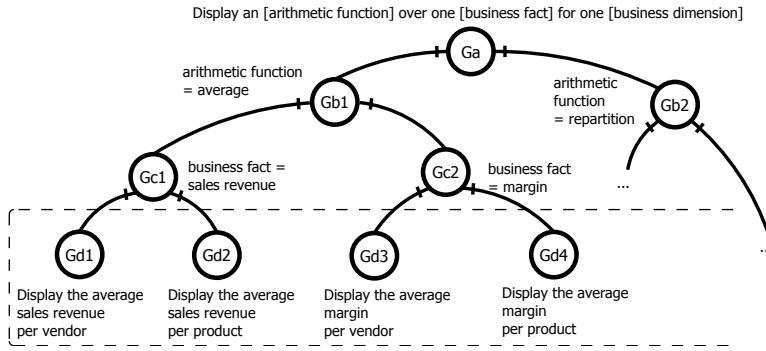 Display an [arithmetic function] over one [business fact] for one [business dimension]
Ga
arithmetic function
= average
Gb1
arithmetic
function
= repartition
Gb2
Gc1
business fact =
sales revenue
Gc2
business fact
= margin
...
Gd1
Gd2
Gd3
Gd4
...
Display the average
sales revenue
per vendor
Display the average
sales revenue
per product
Display the average
margin
per vendor
Display the average
margin
per product